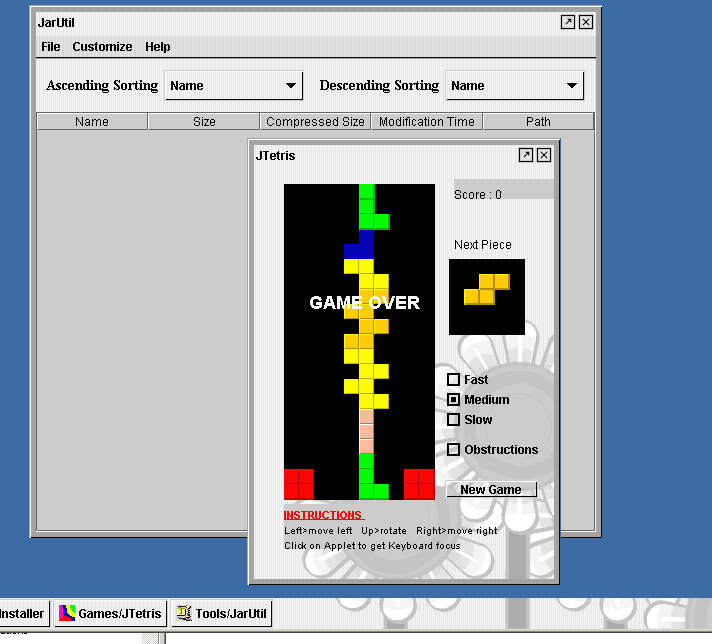 JarUtil
File Customize Help
Ascending Sorting Name Descending Sorting Name
Name Size Compressed Size Modification Time Path
JTetris
Score : 0
Next Piece
GAME OVER
Fast
Medium
Slow
Obstructions
New Game
INSTRUCTIONS
Left>move left Up>rotate Right>move right
Click on Applet to get Keyboard focus
nstaller Games/JTetris Tools/JarUtil